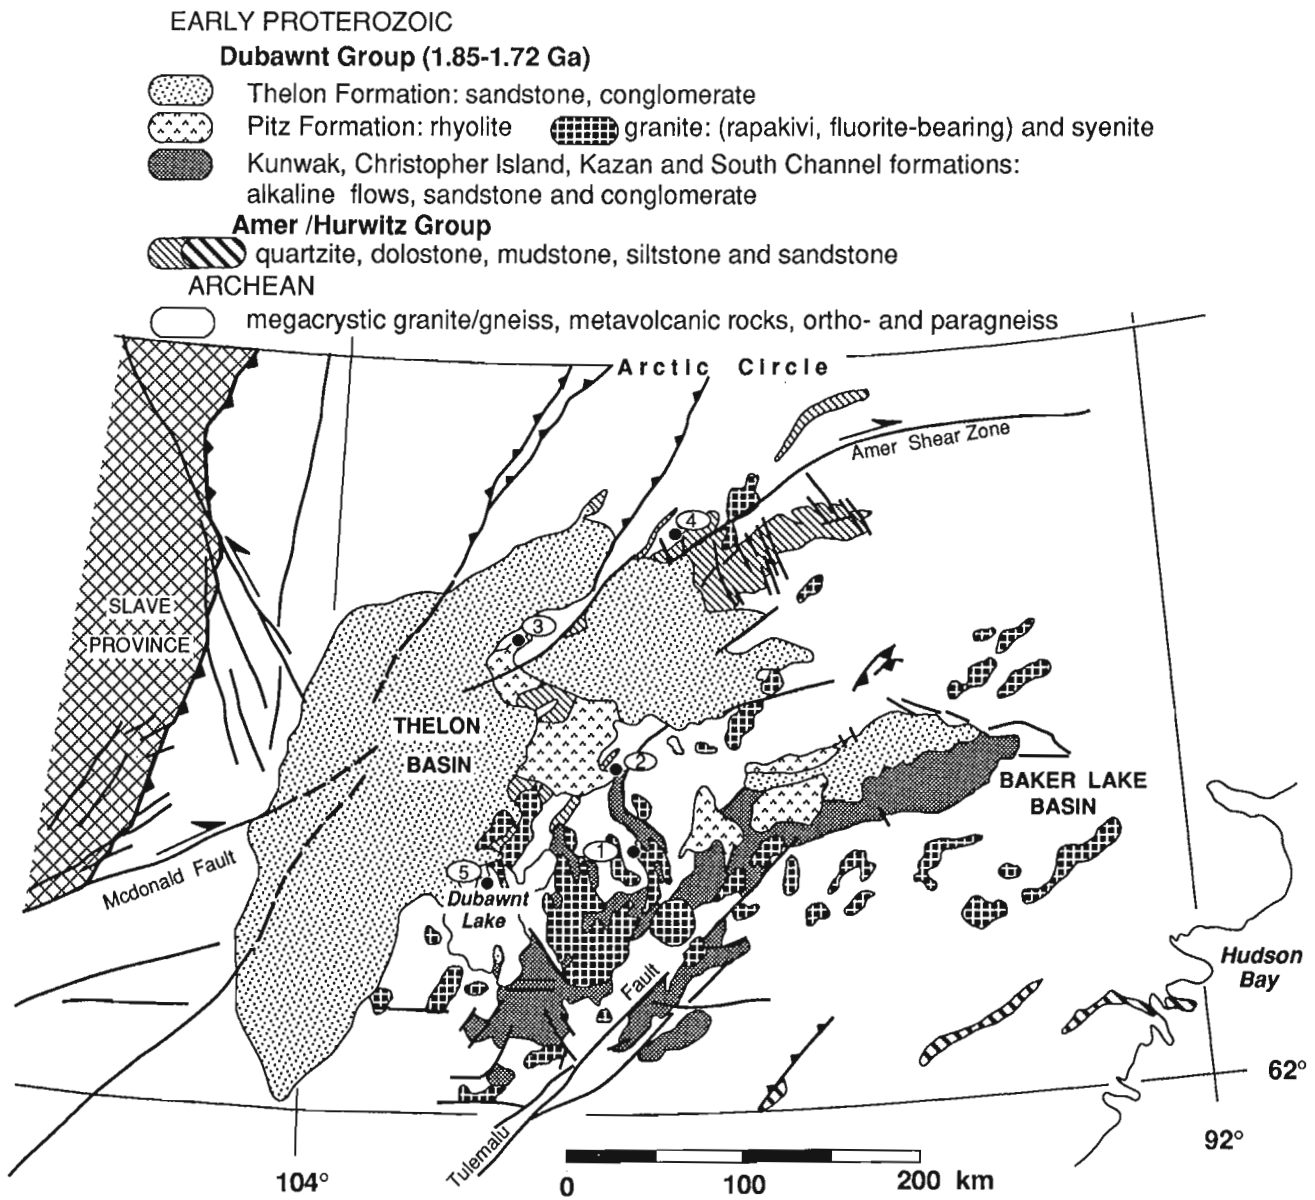 EARLY PROTEROZOIC
Dubawnt Group (1.85-1.72 Ga)
Thelon Formation: sandstone, conglomerate
Pitz Formation: rhyolite
granite: (rapakivi, fluorite-bearing) and syenite
Kunwak, Christopher Island, Kazan and South Channel formations:
alkaline flows, sandstone and conglomerate
Amer /Hurwitz Group
quartzite, dolostone, mudstone, siltstone and sandstone
ARCHEAN
megacrystic granite/gneiss, metavolcanic rocks, ortho- and paragneiss
Arctic Circle
Amer Shear Zone
4
SLAVE
PROVINCE
3
THELON
BASIN
2
BAKER LAKE
BASIN
1
Mcdonald Fault
5
Dubawnt
Lake
Hudson
Bay
Fault
62°
Tulemalu
92°
104°
0
100
200 km